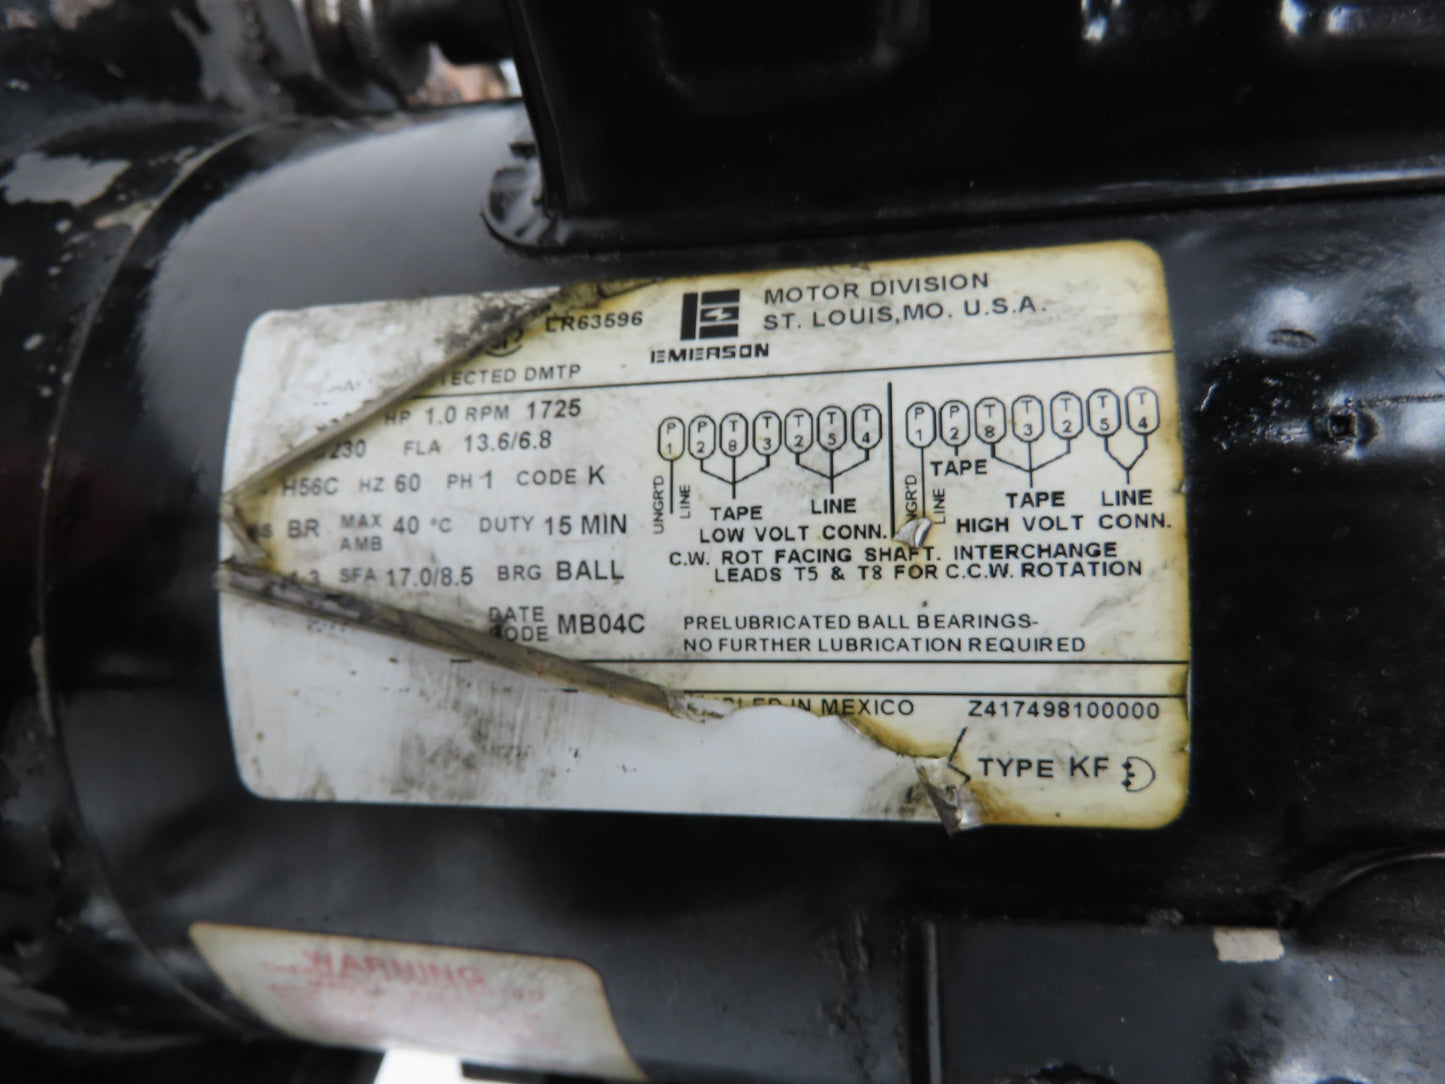 LR63596
EMERSON
MOTOR DIVISION
ST. LOUIS, MO. U.S.A.
DMTP
HP 1.0 RPM 1725
230 FLA 13.6/6.8
H56C HZ 60 PH 1 CODE K
BR MAX AMB 40 °C DUTY 15 MIN
SFA 17.0/8.5 BRG BALL
DATE CODE MB04C
P1 P2 T8 T3 T2 T5 T4
UNGR'D LINE
TAPE LINE
LOW VOLT CONN.
P1 P2 T8 T3 T2 T5 T4
LINE
TAPE
TAPE LINE
HIGH VOLT CONN.
C.W. ROT FACING SHAFT. INTERCHANGE
LEADS T5 & T8 FOR C.C.W. ROTATION
PRELUBRICATED BALL BEARINGS-
NO FURTHER LUBRICATION REQUIRED
IN MEXICO Z417498100000
TYPE KF
WARNING